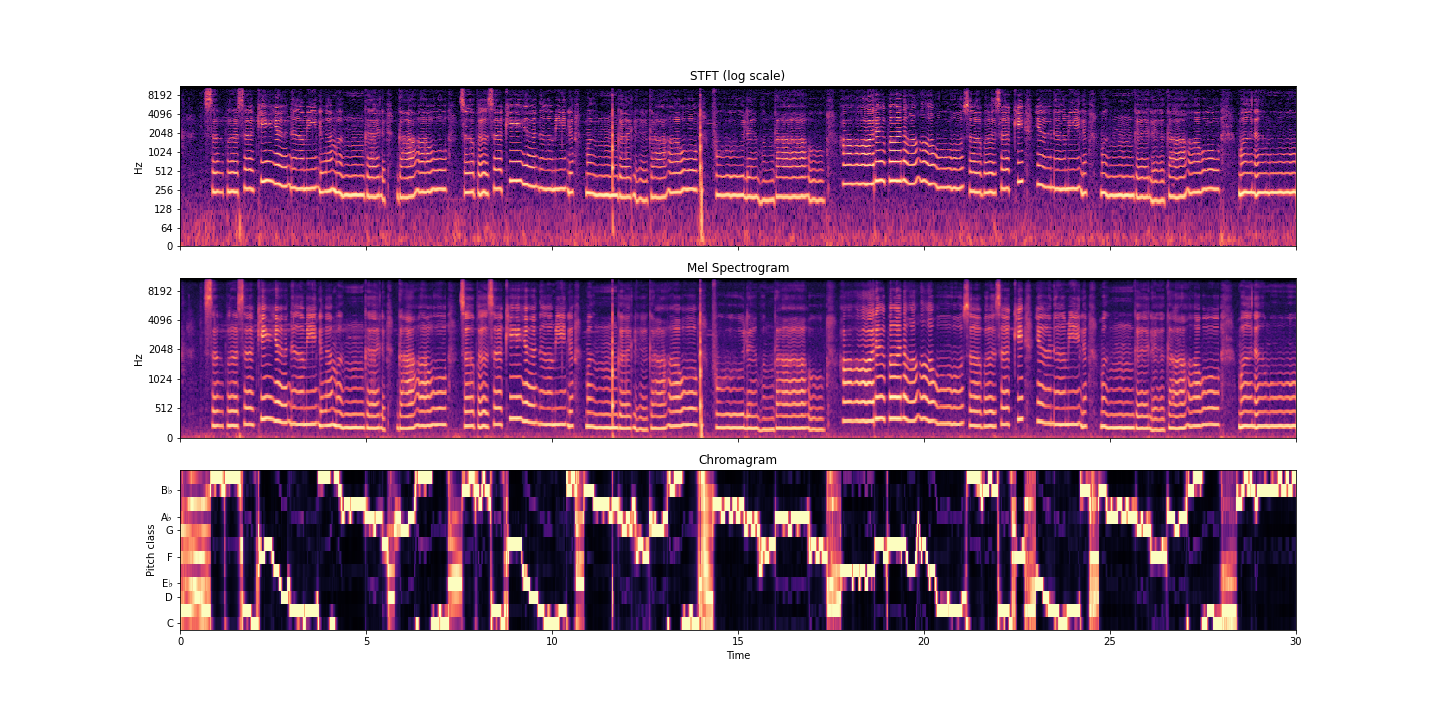 STFT (log scale)
8192
4096
2048
1024
512
256
128
64
0
Hz
Mel Spectrogram
8192
4096
2048
1024
512
0
Hz
Chromagram
B♭
A♭
G
F
E♭
D
C
Pitch class
0 5 10 15 20 25 30
Time